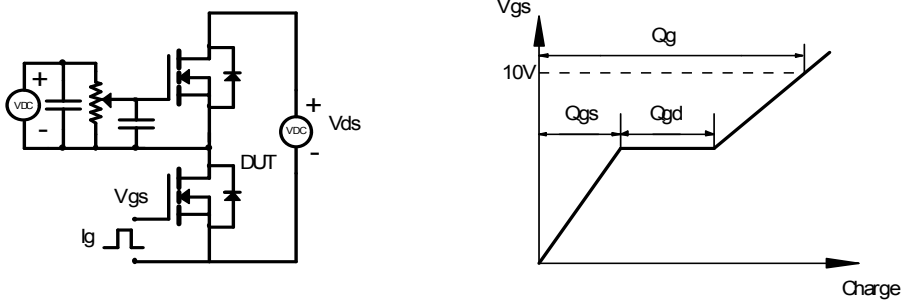 +
VDC
-
+
VDC
-
Vds
DUT
Vgs
Ig
Vgs
Qg
10V
Qgs
Qgd
Charge